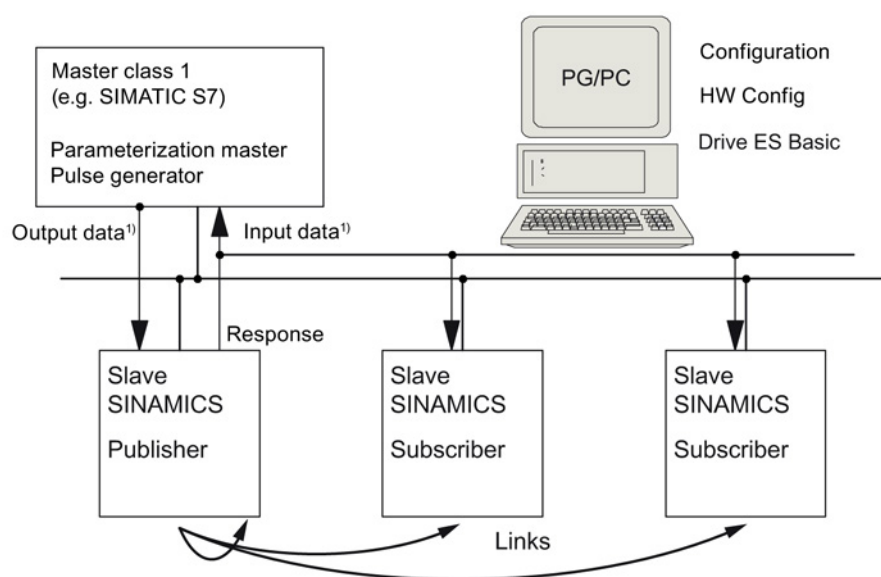 Master class 1
(e.g. SIMATIC S7)
Parameterization master
Pulse generator
PG/PC
Configuration
HW Config
Drive ES Basic
Output data¹⁾
Input data¹⁾
Response
Slave
SINAMICS
Publisher
Slave
SINAMICS
Subscriber
Slave
SINAMICS
Subscriber
Links